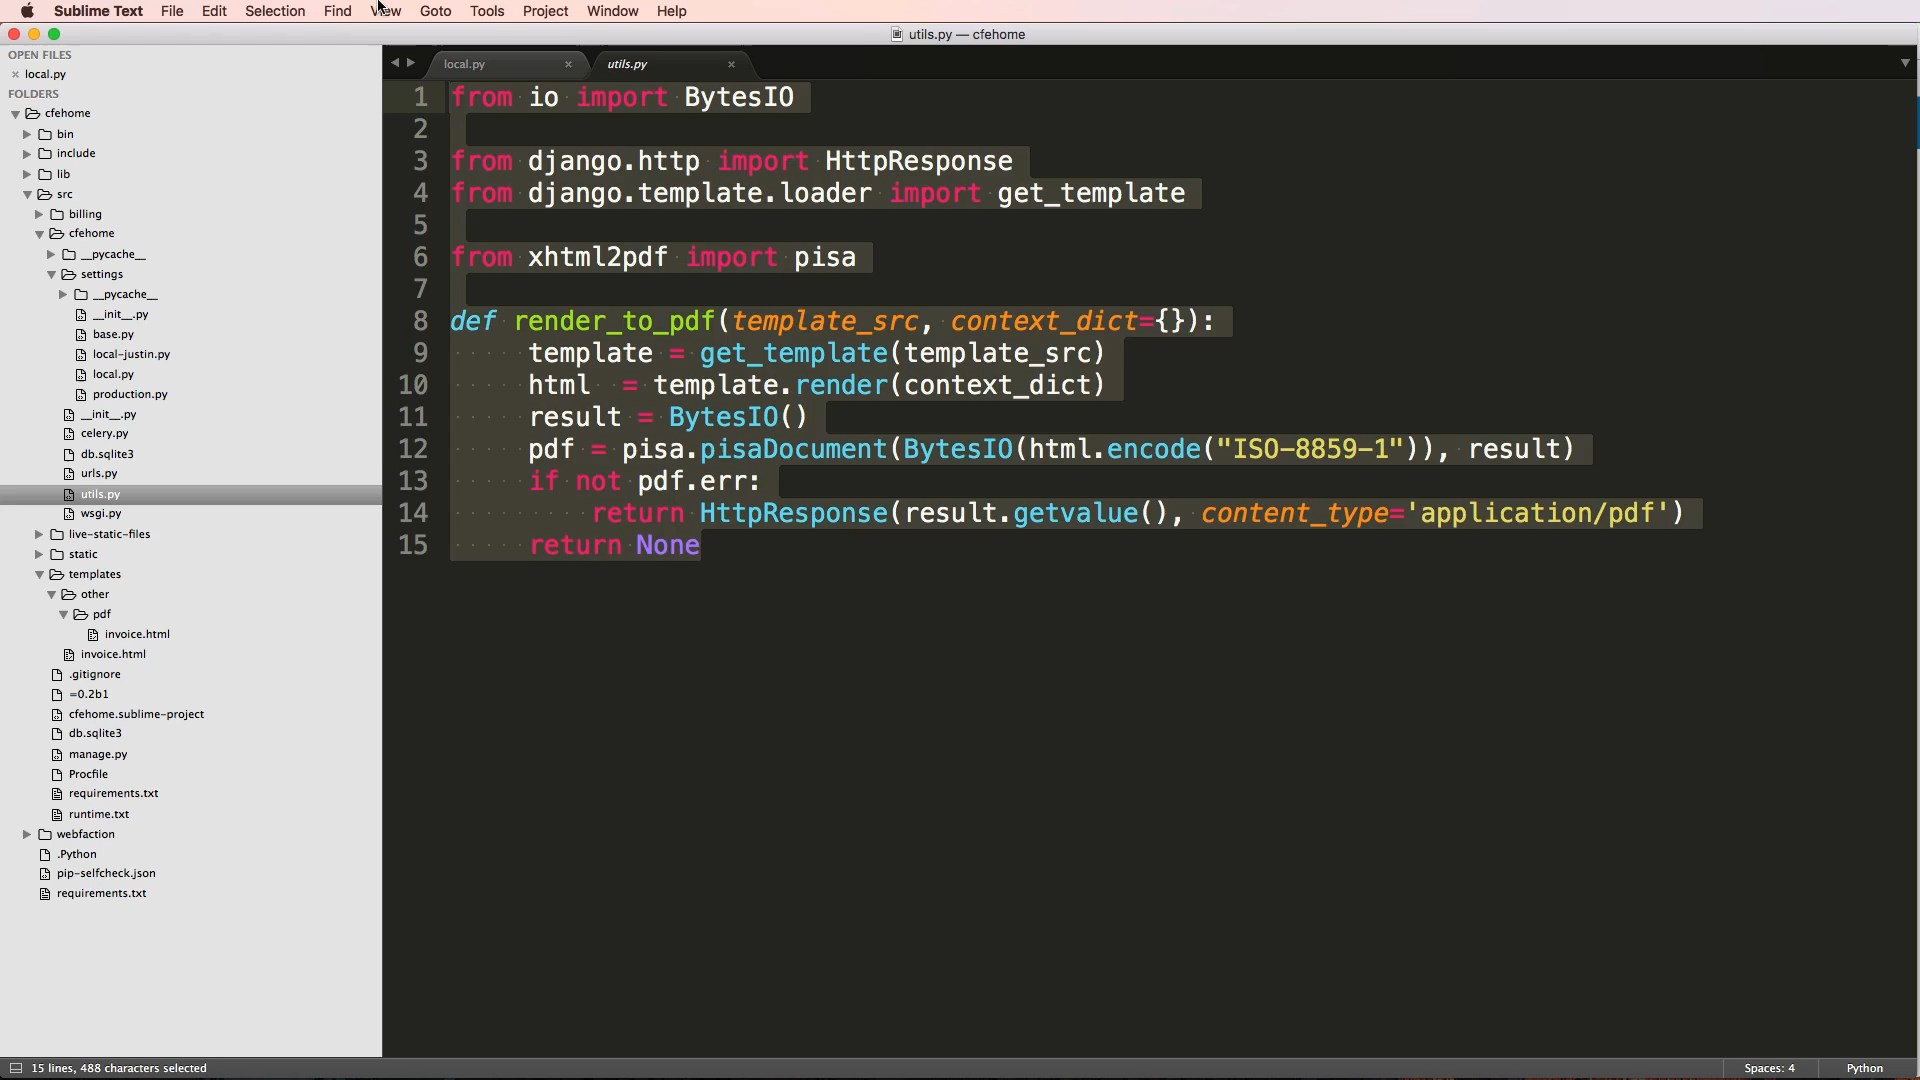 Sublime Text File Edit Selection Find View Goto Tools Project Window Help
utils.py — cfehome
OPEN FILES
× local.py
FOLDERS
cfehome
bin
include
lib
src
billing
cfehome
__pycache__
settings
__pycache__
__init__.py
base.py
local-justin.py
local.py
production.py
__init__.py
celery.py
db.sqlite3
urls.py
utils.py
wsgi.py
live-static-files
static
templates
other
pdf
invoice.html
invoice.html
.gitignore
=0.2b1
cfehome.sublime-project
db.sqlite3
manage.py
Procfile
requirements.txt
runtime.txt
webfaction
.Python
pip-selfcheck.json
requirements.txt
local.py × utils.py ×
1 from io import BytesIO
2
3 from django.http import HttpResponse
4 from django.template.loader import get_template
5
6 from xhtml2pdf import pisa
7
8 def render_to_pdf(template_src, context_dict={}):
9 template = get_template(template_src)
10 html  = template.render(context_dict)
11 result = BytesIO()
12 pdf = pisa.pisaDocument(BytesIO(html.encode("ISO-8859-1")), result)
13 if not pdf.err:
14 return HttpResponse(result.getvalue(), content_type='application/pdf')
15 return None
15 lines, 488 characters selected
Spaces: 4 Python